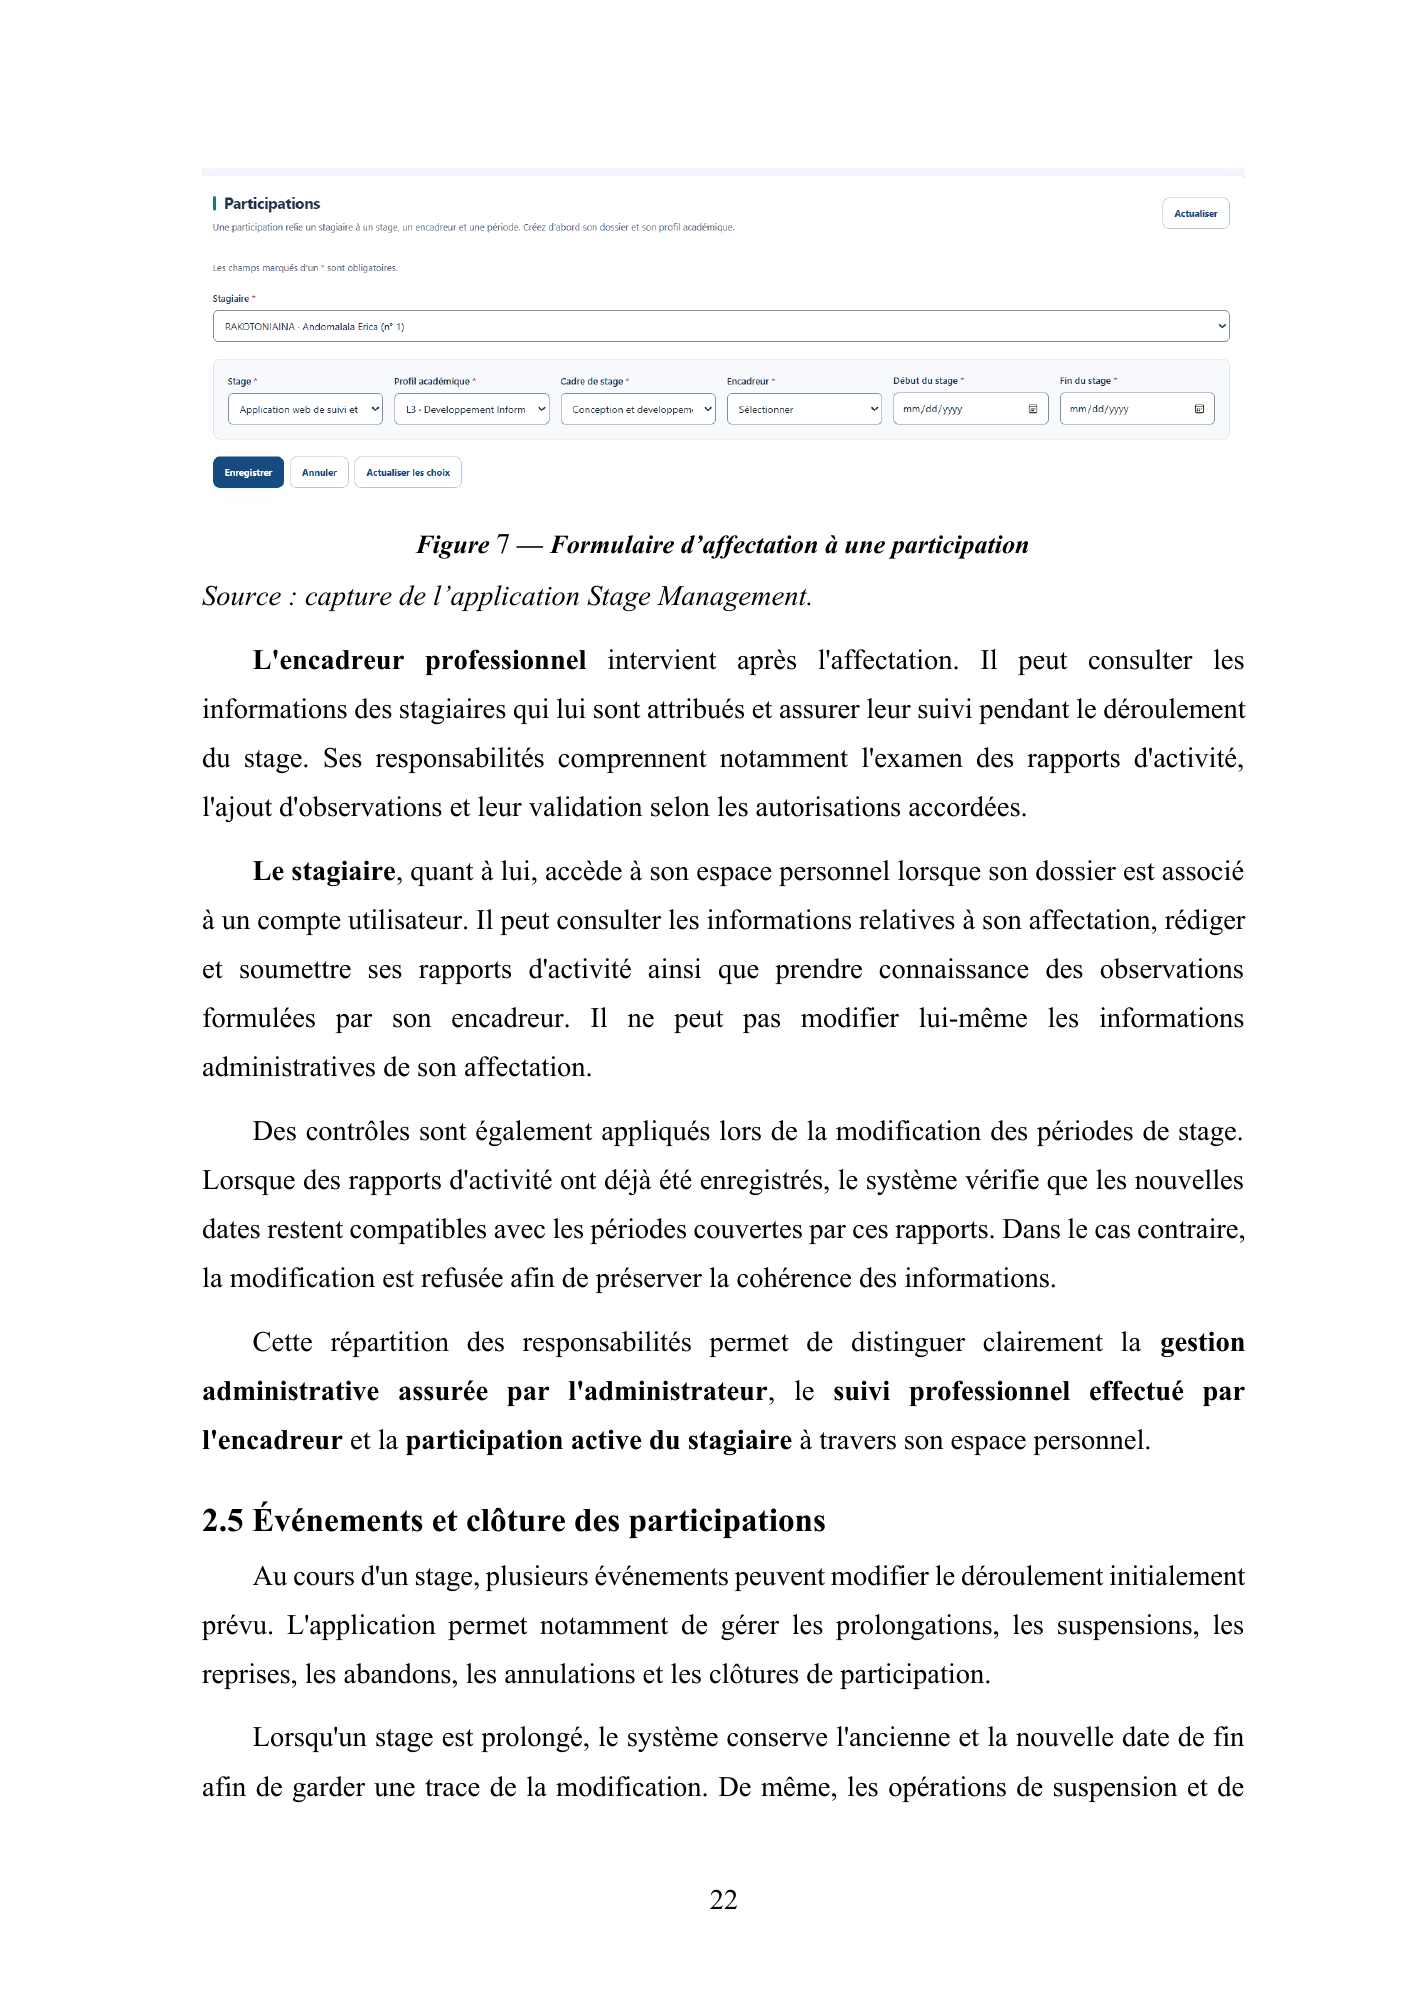 Participations
Actualiser
Une participation relie un stagiaire à un stage, un encadreur et une période. Créez d'abord son dossier et son profil académique.
Les champs marqués d'un * sont obligatoires.
Stagiaire *
RAKOTONIAINA - Andomalala Erica (n° 1)
Stage * Profil académique * Cadre de stage * Encadreur * Début du stage * Fin du stage *
Application web de suivi et L3 - Developpement Inform Conception et developpem Sélectionner mm/dd/yyyy mm/dd/yyyy
Enregistrer Annuler Actualiser les choix
Figure 7 — Formulaire d’affectation à une participation
Source : capture de l’application Stage Management.
L'encadreur professionnel intervient après l'affectation. Il peut consulter les
informations des stagiaires qui lui sont attribués et assurer leur suivi pendant le déroulement
du stage. Ses responsabilités comprennent notamment l'examen des rapports d'activité,
l'ajout d'observations et leur validation selon les autorisations accordées.
Le stagiaire, quant à lui, accède à son espace personnel lorsque son dossier est associé
à un compte utilisateur. Il peut consulter les informations relatives à son affectation, rédiger
et soumettre ses rapports d'activité ainsi que prendre connaissance des observations
formulées par son encadreur. Il ne peut pas modifier lui-même les informations
administratives de son affectation.
Des contrôles sont également appliqués lors de la modification des périodes de stage.
Lorsque des rapports d'activité ont déjà été enregistrés, le système vérifie que les nouvelles
dates restent compatibles avec les périodes couvertes par ces rapports. Dans le cas contraire,
la modification est refusée afin de préserver la cohérence des informations.
Cette répartition des responsabilités permet de distinguer clairement la gestion
administrative assurée par l'administrateur, le suivi professionnel effectué par
l'encadreur et la participation active du stagiaire à travers son espace personnel.
2.5 Événements et clôture des participations
Au cours d'un stage, plusieurs événements peuvent modifier le déroulement initialement
prévu. L'application permet notamment de gérer les prolongations, les suspensions, les
reprises, les abandons, les annulations et les clôtures de participation.
Lorsqu'un stage est prolongé, le système conserve l'ancienne et la nouvelle date de fin
afin de garder une trace de la modification. De même, les opérations de suspension et de
22